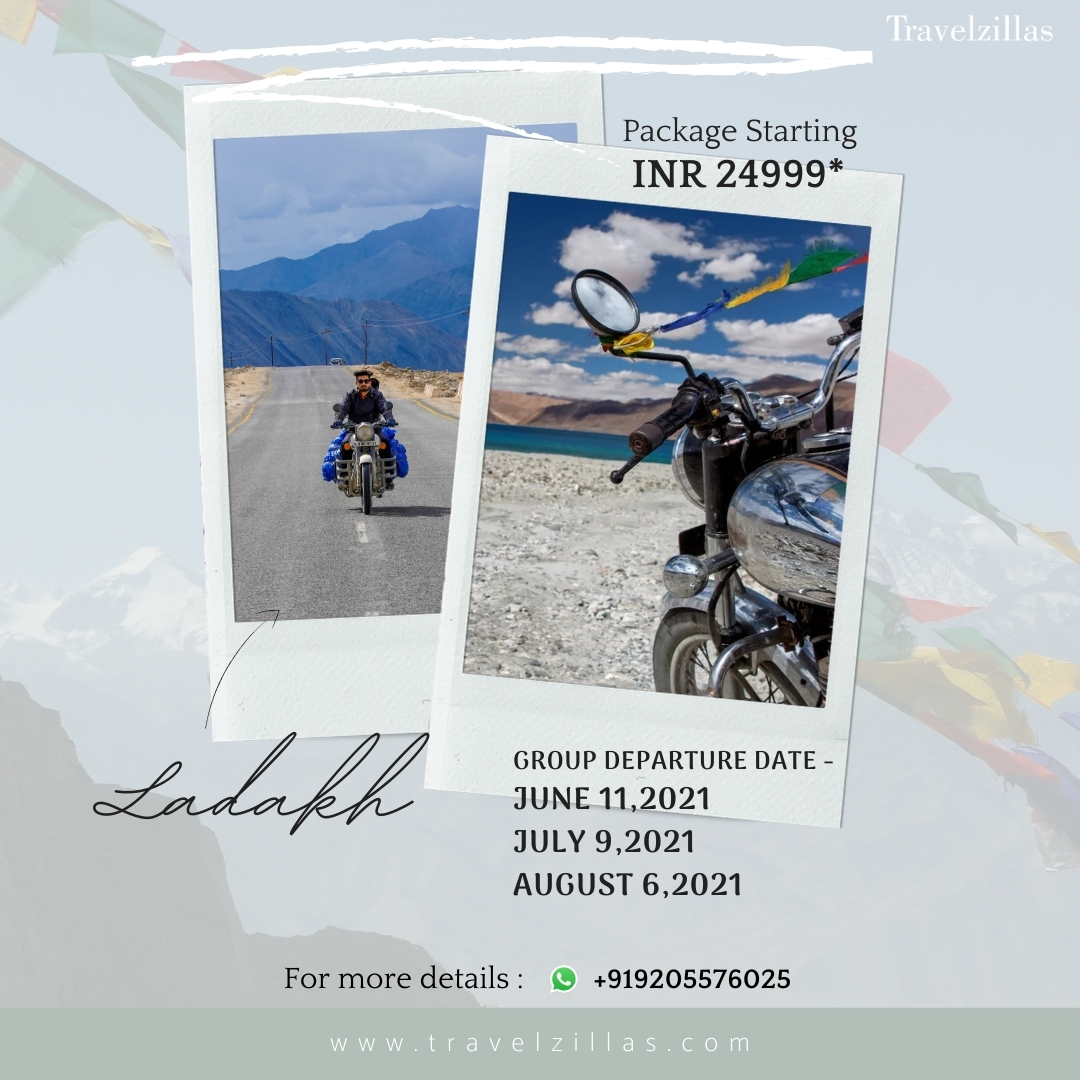 Travelzillas
Package Starting
INR 24999*
Ladakh
GROUP DEPARTURE DATE -
JUNE 11,2021
JULY 9,2021
AUGUST 6,2021
For more details : +919205576025
www.travelzillas.com